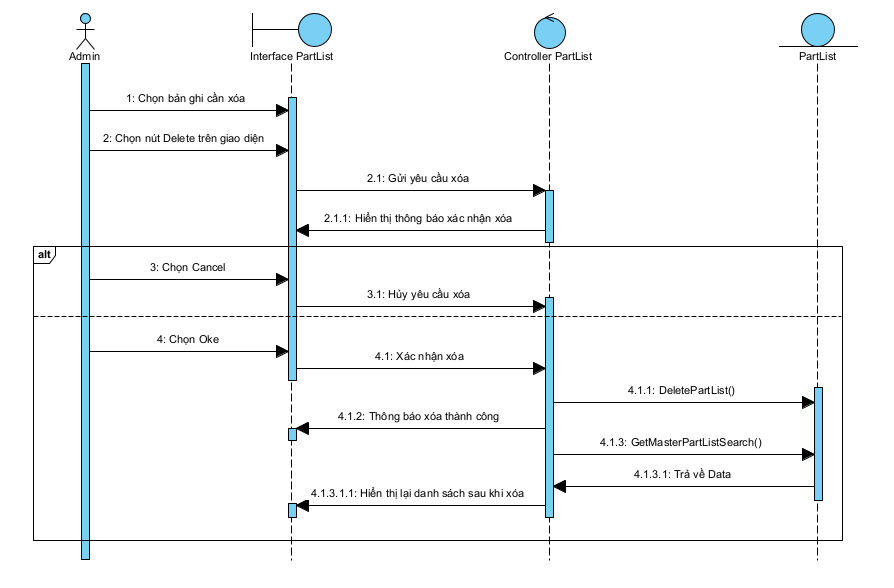 Admin
Interface PartList
Controller PartList
PartList
1: Chọn bản ghi cần xóa
2: Chọn nút Delete trên giao diện
2.1: Gửi yêu cầu xóa
2.1.1: Hiển thị thông báo xác nhận xóa
alt
3: Chọn Cancel
3.1: Hủy yêu cầu xóa
4: Chọn Oke
4.1: Xác nhận xóa
4.1.1: DeletePartList()
4.1.2: Thông báo xóa thành công
4.1.3: GetMasterPartListSearch()
4.1.3.1: Trả về Data
4.1.3.1.1: Hiển thị lại danh sách sau khi xóa